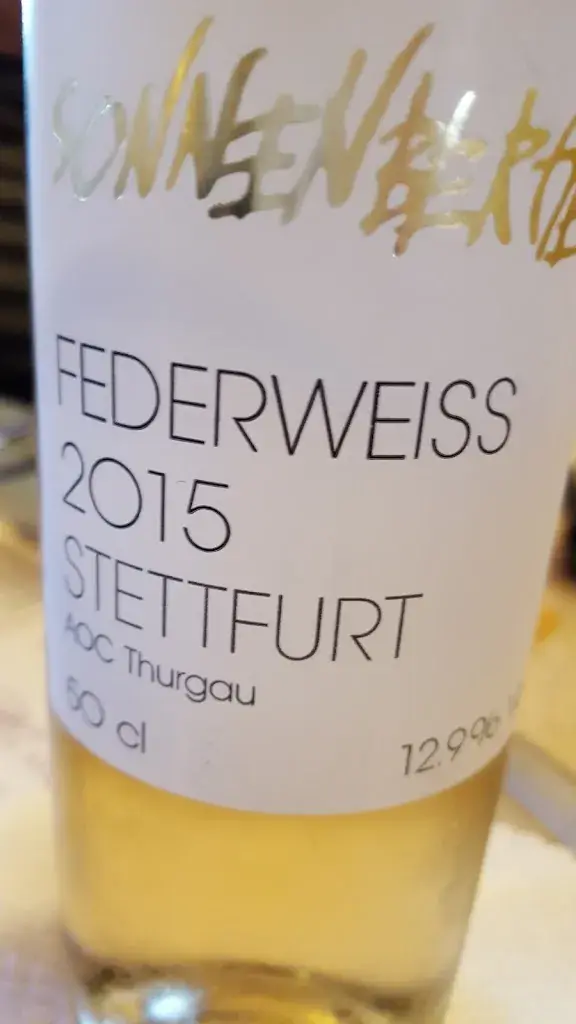 SONNENBERG
FEDERWEISS
2015
STETTFURT
AOC Thurgau
50 cl
12.9%